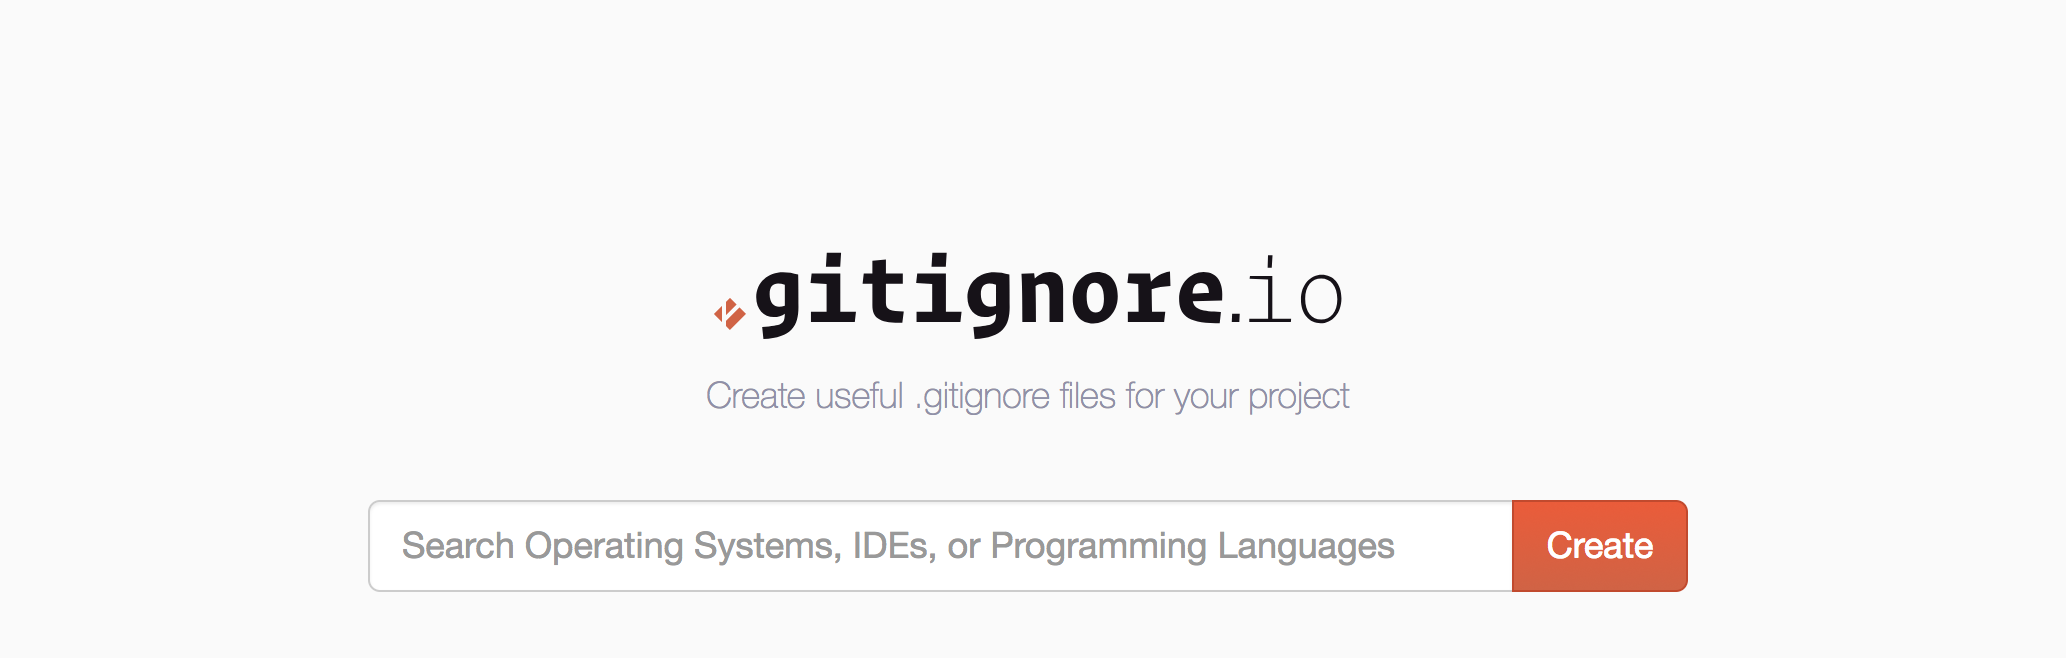 .gitignore.io
Create useful .gitignore files for your project
Search Operating Systems, IDEs, or Programming Languages
Create